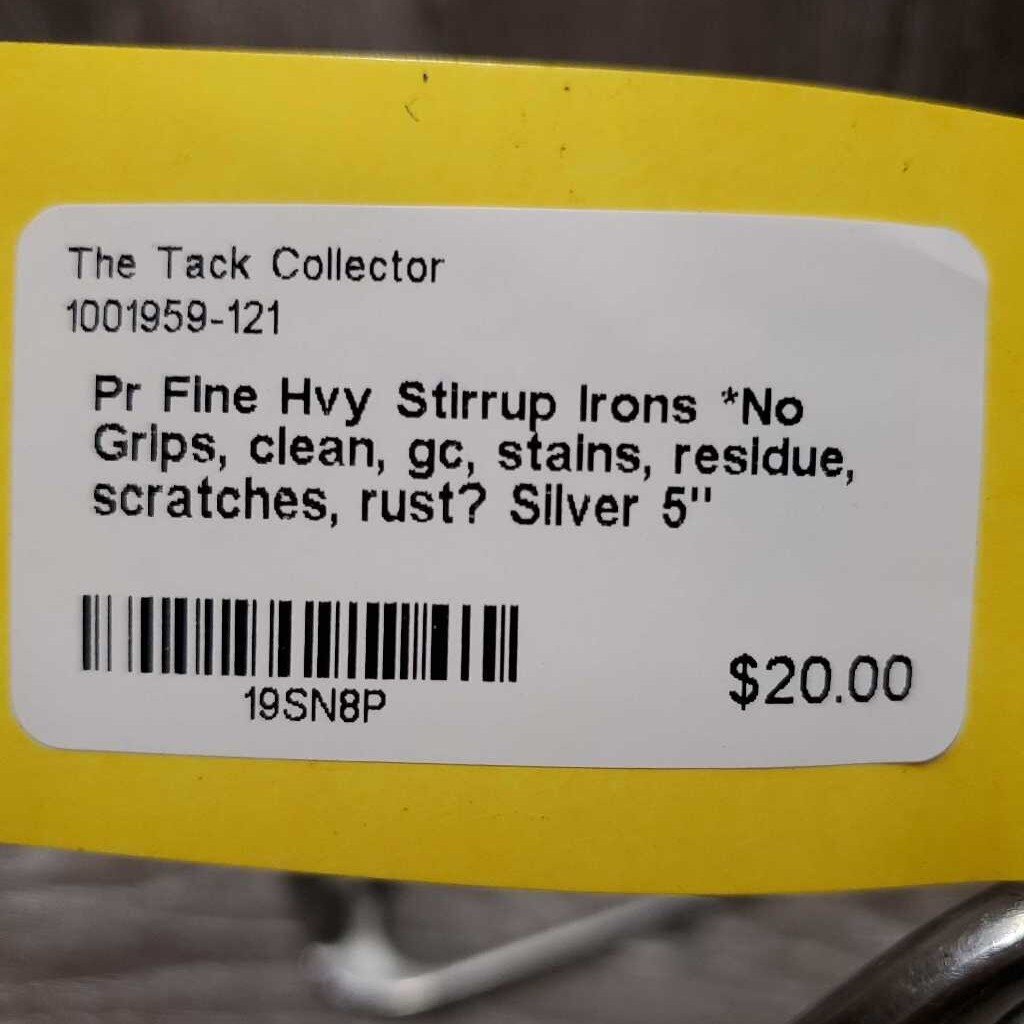 The Tack Collector
1001959-121
Pr Fine Hvy Stirrup Irons *No
Grips, clean, gc, stains, residue,
scratches, rust? Silver 5"
19SN8P
$20.00